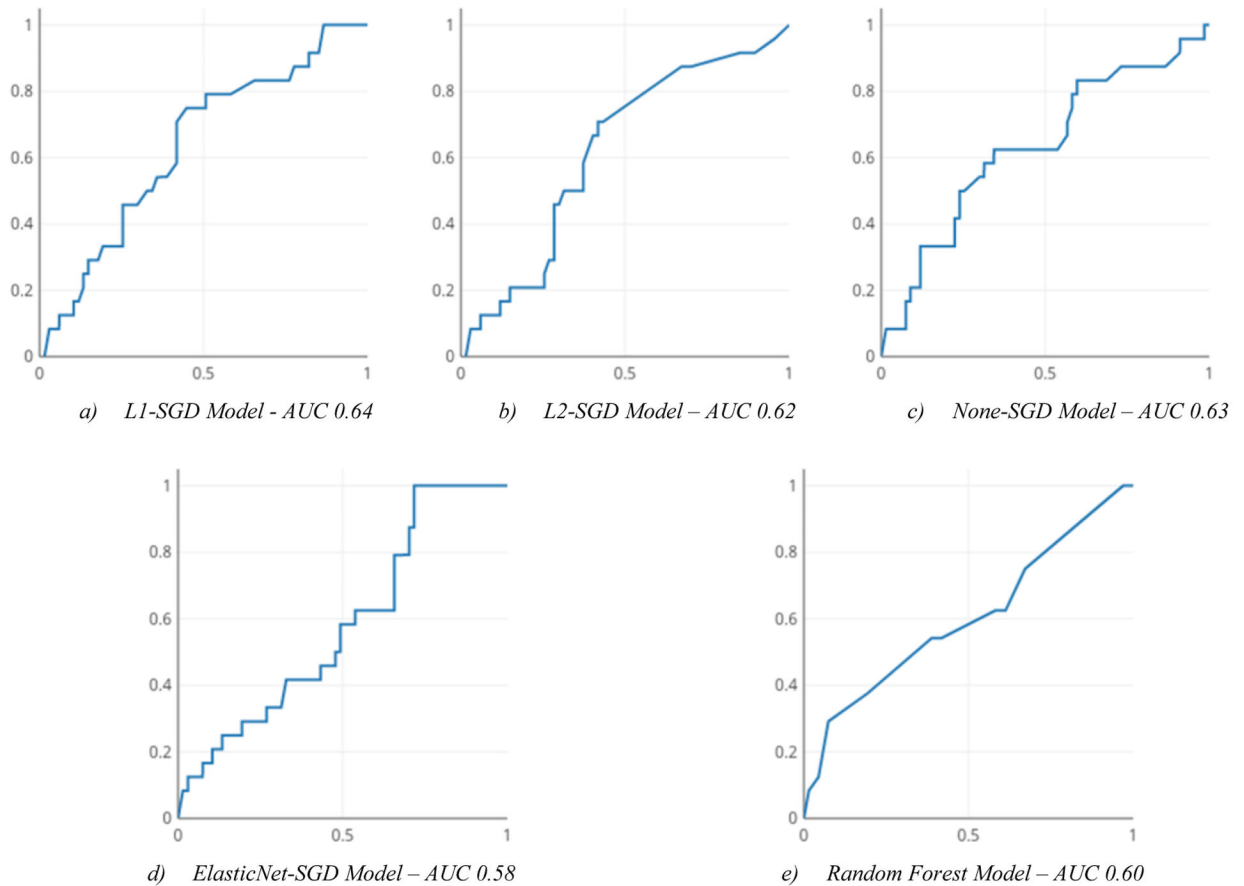 1 1 1
0.8 0.8 0.8
0.6 0.6 0.6
0.4 0.4 0.4
0.2 0.2 0.2
0 0 0
0 0.5 1 0 0.5 1 0 0.5 1
a) L1-SGD Model - AUC 0.64 b) L2-SGD Model – AUC 0.62 c) None-SGD Model – AUC 0.63
1 1
0.8 0.8
0.6 0.6
0.4 0.4
0.2 0.2
0 0
0 0.5 1 0 0.5 1
d) ElasticNet-SGD Model – AUC 0.58 e) Random Forest Model – AUC 0.60